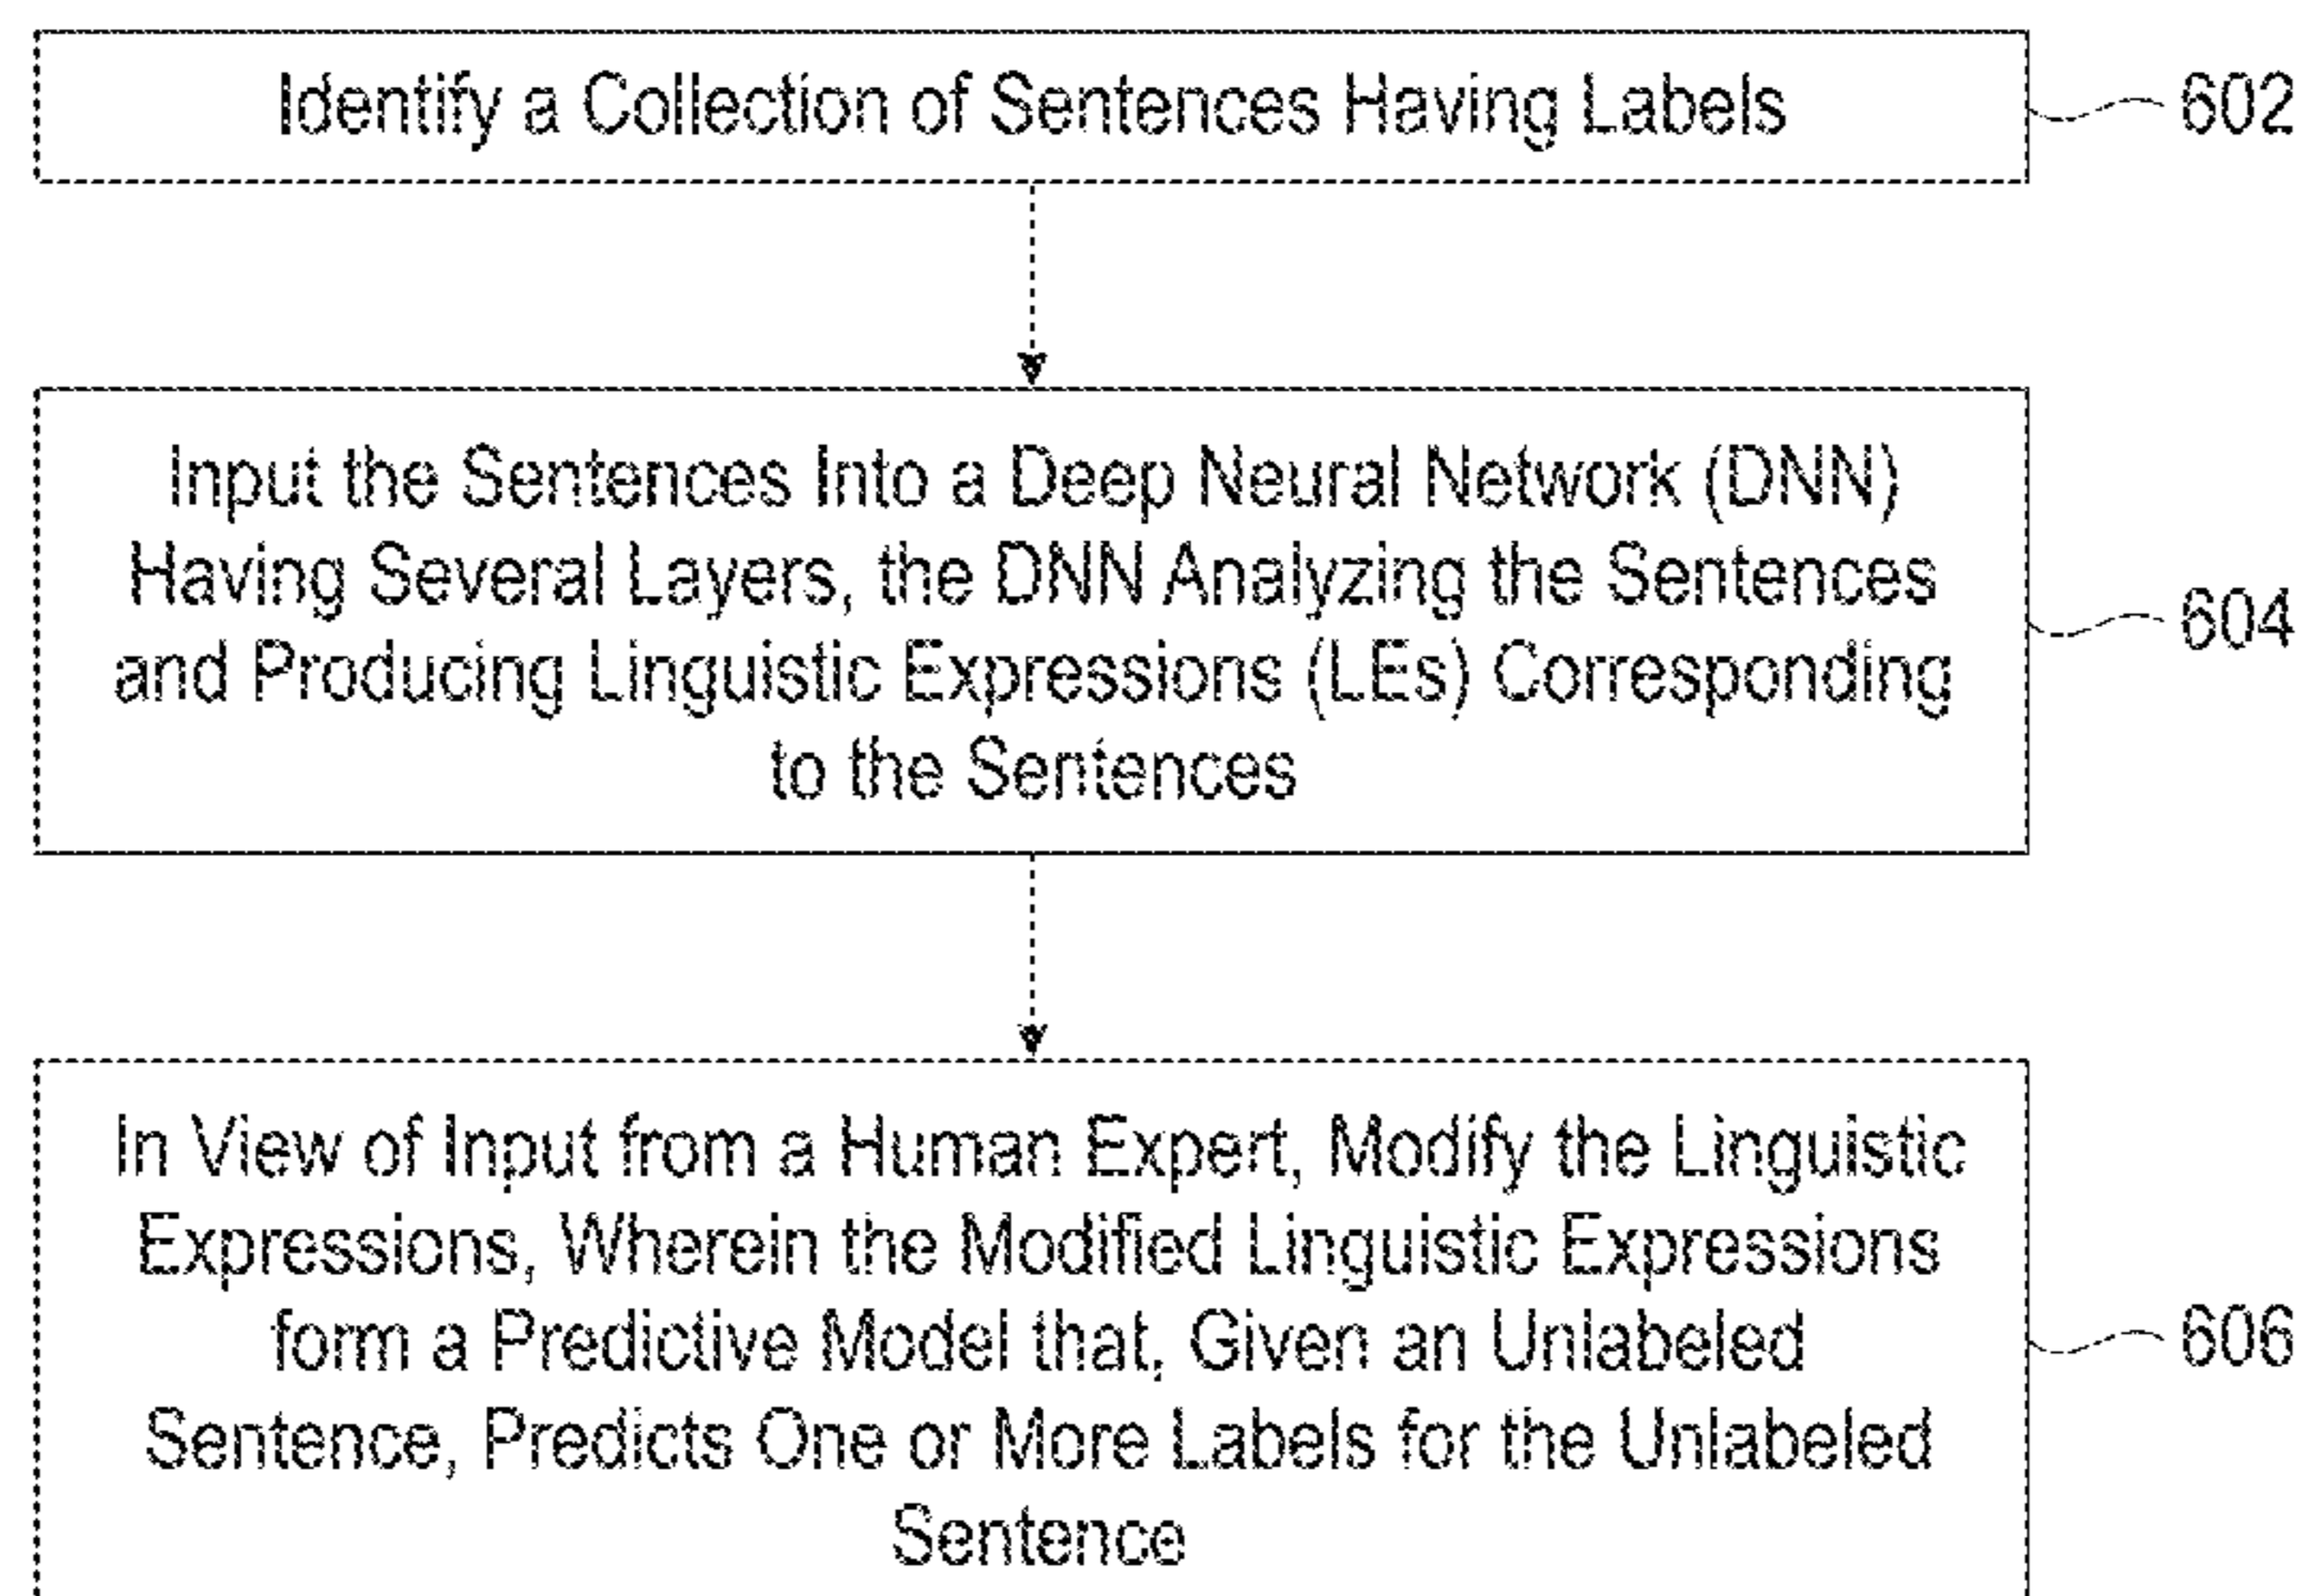 Identify a Collection of Sentences Having Labels
602
Input the Sentences Into a Deep Neural Network (DNN)
Having Several Layers, the DNN Analyzing the Sentences
and Producing Linguistic Expressions (LEs) Corresponding
to the Sentences
604
In View of Input from a Human Expert, Modify the Linguistic
Expressions, Wherein the Modified Linguistic Expressions
form a Predictive Model that, Given an Unlabeled
Sentence, Predicts One or More Labels for the Unlabeled
Sentence
606